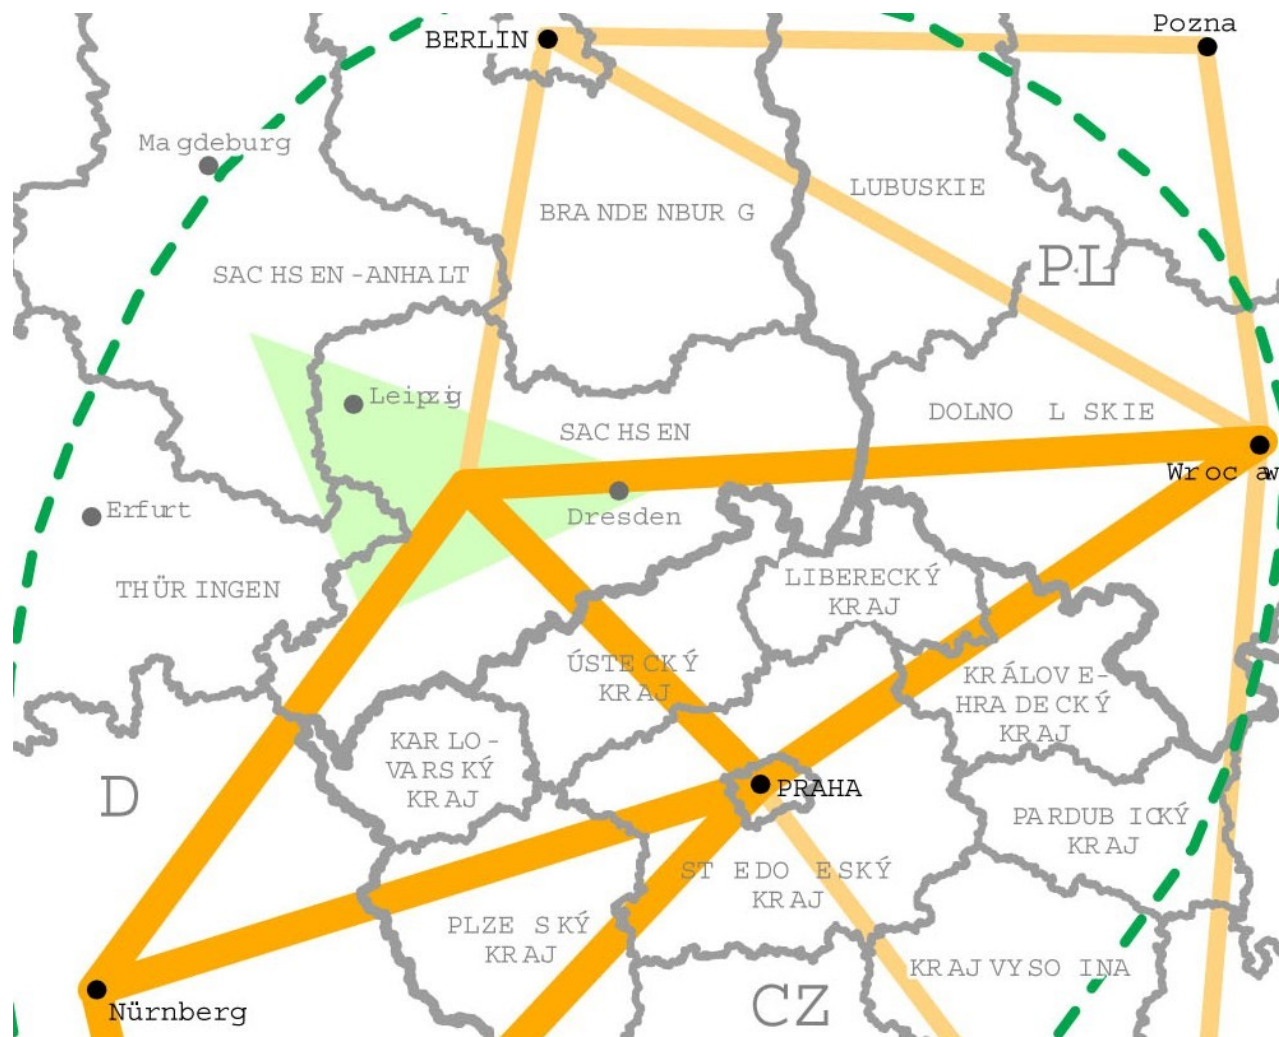 BERLIN
Pozna
Magdeburg
LUBUSKIE
BRANDENBURG
PL
SACHSEN-ANHALT
Leipzig
DOLNO L SKIE
SACHSEN
Wroc aw
Erfurt
Dresden
THÜRINGEN
LIBERECKÝ
KRAJ
ÚSTECKÝ
KRAJ
KRÁLOVE-
HRADECKÝ
KRAJ
KARLO-
VARSKÝ
KRAJ
D
PRAHA
PARDUBICKÝ
KRAJ
ST EDO ESKÝ
KRAJ
PLZE SKÝ
KRAJ
KRAJ VYSO INA
CZ
Nürnberg